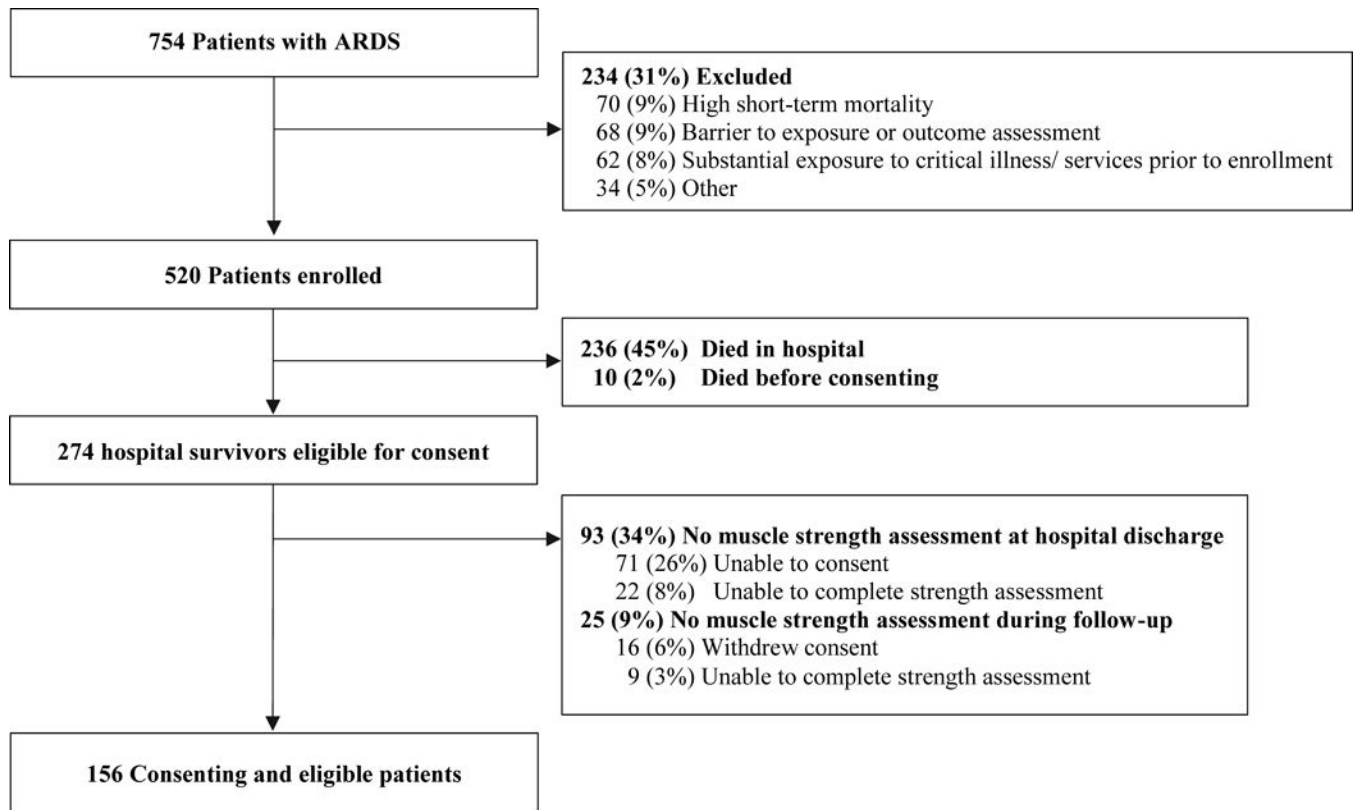 754 Patients with ARDS
234 (31%) Excluded
70 (9%) High short-term mortality
68 (9%) Barrier to exposure or outcome assessment
62 (8%) Substantial exposure to critical illness/ services prior to enrollment
34 (5%) Other
520 Patients enrolled
236 (45%) Died in hospital
10 (2%) Died before consenting
274 hospital survivors eligible for consent
93 (34%) No muscle strength assessment at hospital discharge
71 (26%) Unable to consent
22 (8%) Unable to complete strength assessment
25 (9%) No muscle strength assessment during follow-up
16 (6%) Withdrew consent
9 (3%) Unable to complete strength assessment
156 Consenting and eligible patients